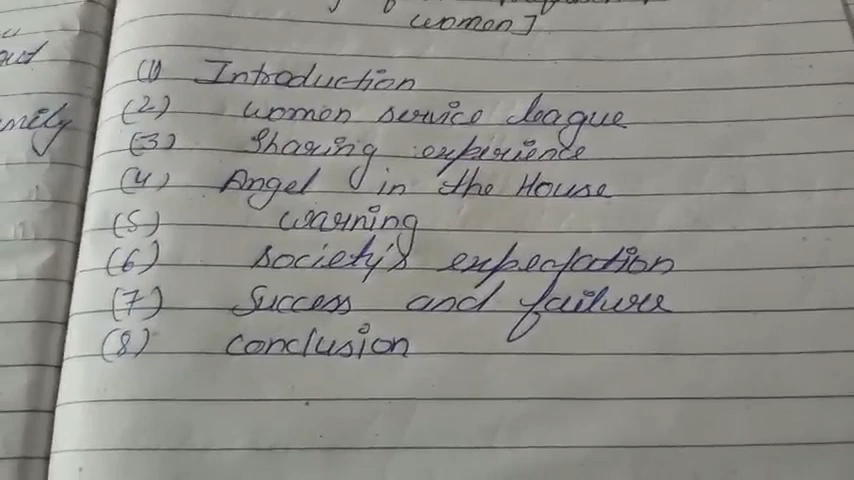 women]
(1) Introduction
(2) women service league
(3) Sharing experience
(4) Angel in the House
(5) warning
(6) society's expectation
(7) Success and failure
(8) conclusion